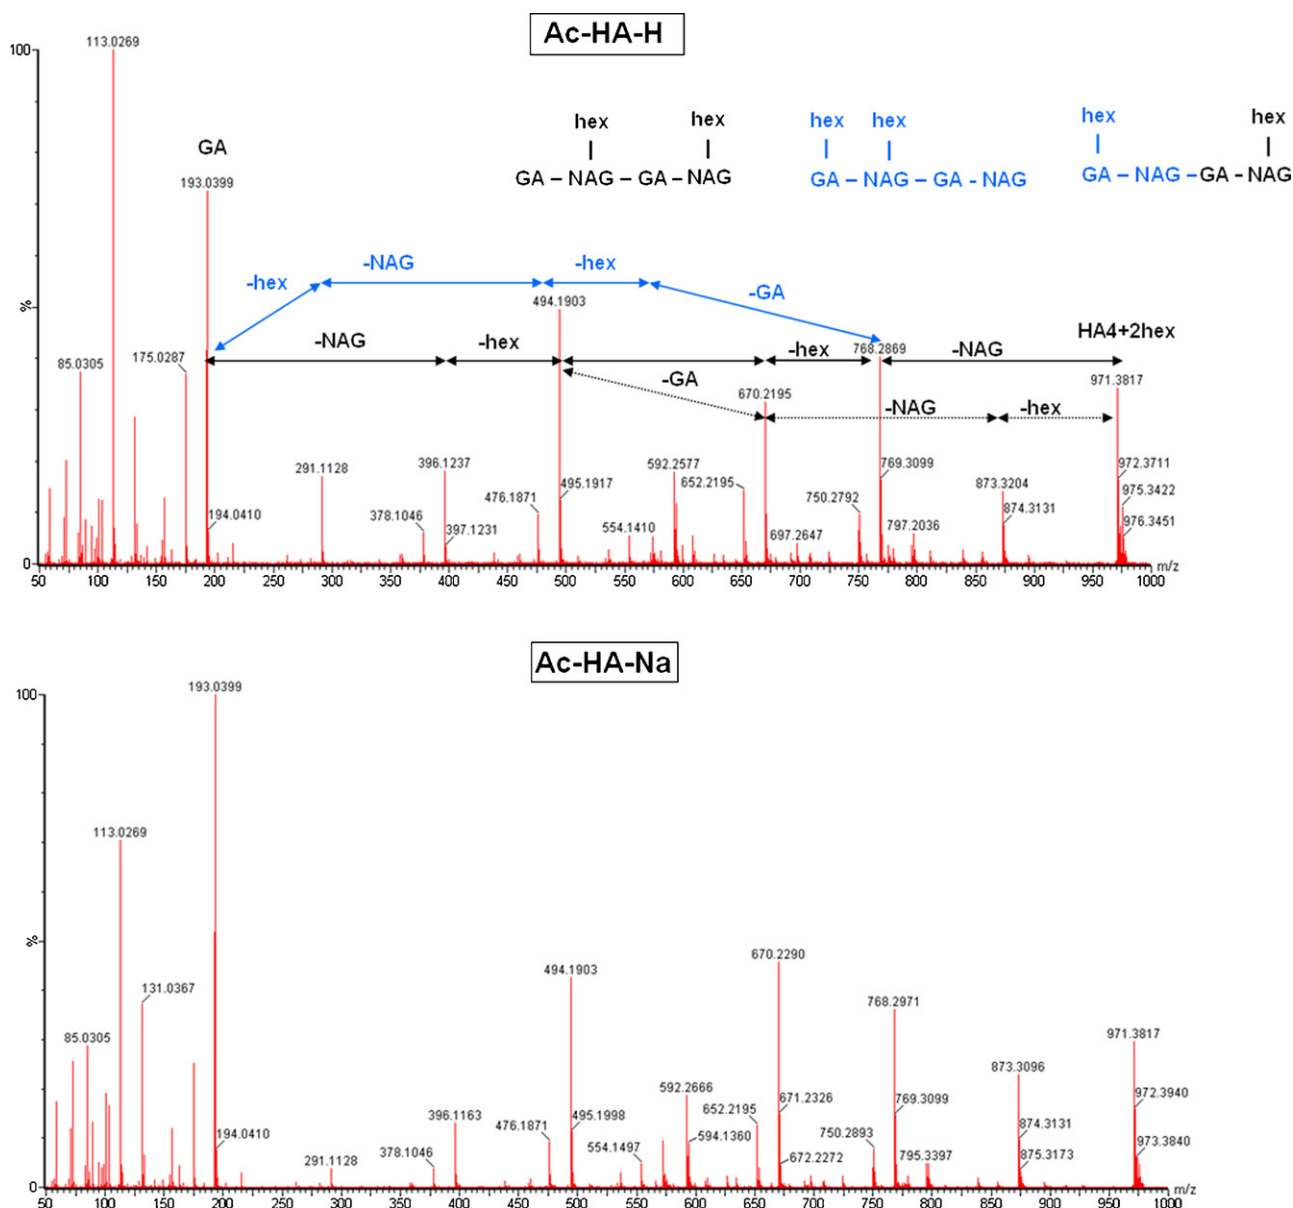 Ac-HA-H
100
113.0269
hex hex
GA – NAG – GA – NAG
hex hex
GA – NAG – GA - NAG
hex hex
GA – NAG – GA - NAG
GA
193.0399
-hex
-NAG
-hex
-GA
%
494.1903
-NAG
-hex
-hex
-NAG
HA4+2hex
768.2869
85.0305
175.0287
-GA
670.2195
971.3817
-NAG
-hex
291.1128
396.1237
476.1871
495.1917
592.2577
652.2195
769.3099
873.3204
972.3711
975.3422
194.0410
378.1046
397.1231
554.1410
697.2647
750.2792
797.2036
874.3131
976.3451
0
50 100 150 200 250 300 350 400 450 500 550 600 650 700 750 800 850 900 950 1000 m/z
Ac-HA-Na
100
193.0399
113.0269
%
670.2290
494.1903
131.0367
768.2971
85.0305
971.3817
873.3096
592.2666
671.2326
769.3099
972.3940
396.1163
476.1871
495.1998
652.2195
594.1360
874.3131
194.0410
378.1046
554.1497
750.2893
973.3840
291.1128
672.2272
795.3397
875.3173
0
50 100 150 200 250 300 350 400 450 500 550 600 650 700 750 800 850 900 950 1000 m/z